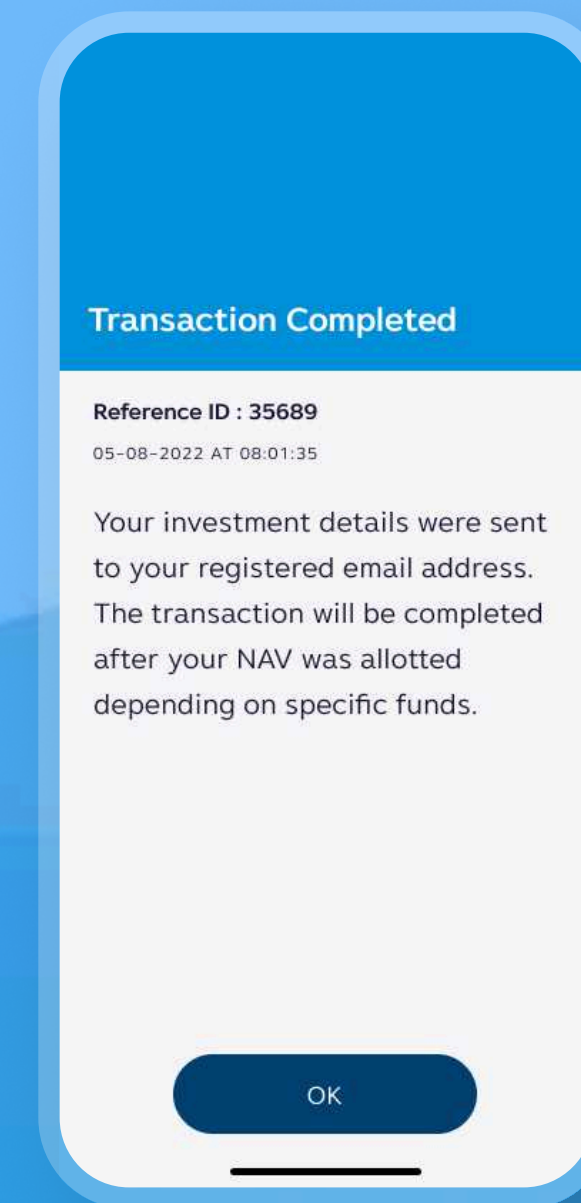 Transaction Completed
Reference ID : 35689
05-08-2022 AT 08:01:35
Your investment details were sent
to your registered email address.
The transaction will be completed
after your NAV was allotted
depending on specific funds.
OK